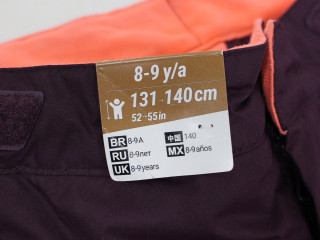 8-9 y/a
131-140cm
52-55in
BR 8-9A 中国 140
RU 8-9лет MX 8-9años
UK 8-9years